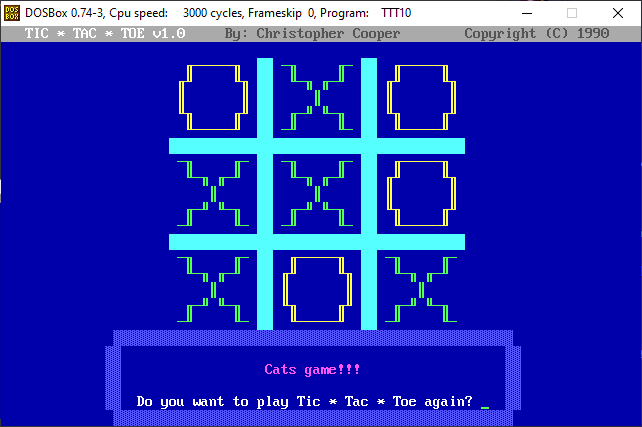 DOSBox 0.74-3, Cpu speed: 3000 cycles, Frameskip 0, Program: TTT10
TIC * TAC * TOE v1.0 By: Christopher Cooper Copyright (C) 1990
O X O
X X O
X O X
Cats game!!!
Do you want to play Tic * Tac * Toe again? _